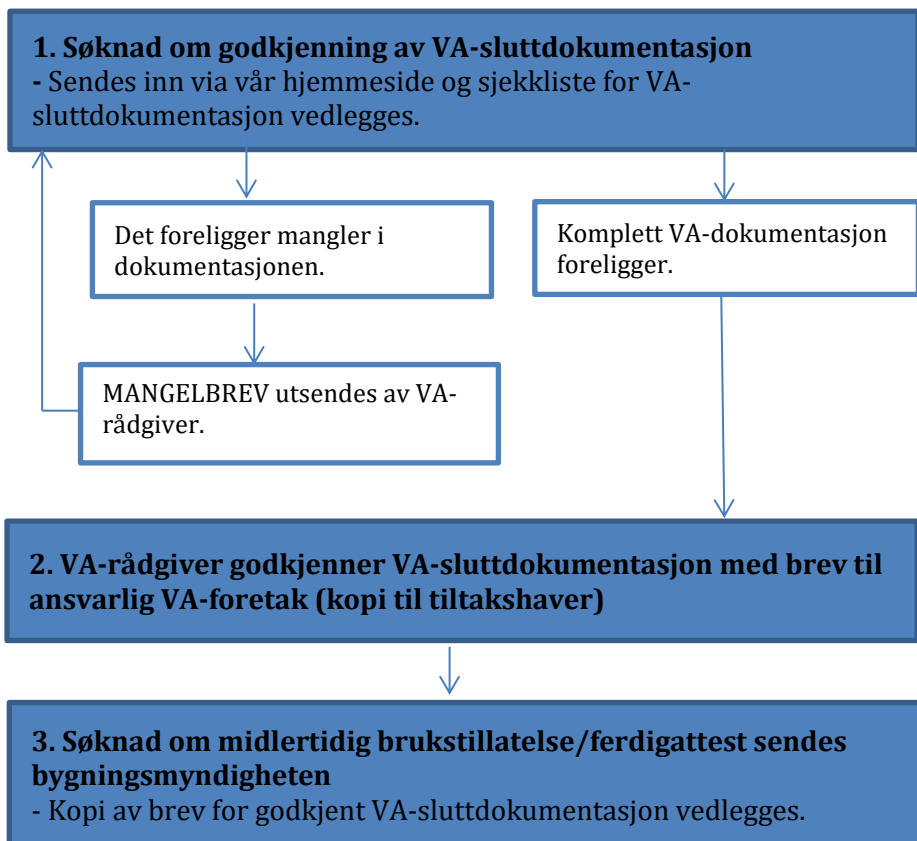 1. Søknad om godkjenning av VA-sluttdokumentasjon
- Sendes inn via vår hjemmeside og sjekkliste for VA-
sluttdokumentasjon vedlegges.
Det foreligger mangler i
dokumentasjonen.
Komplett VA-dokumentasjon
foreligger.
MANGELBREV utsendes av VA-
rådgiver.
2. VA-rådgiver godkjenner VA-sluttdokumentasjon med brev til
ansvarlig VA-foretak (kopi til tiltakshaver)
3. Søknad om midlertidig brukstillatelse/ferdigattest sendes
bygningsmyndigheten
- Kopi av brev for godkjent VA-sluttdokumentasjon vedlegges.